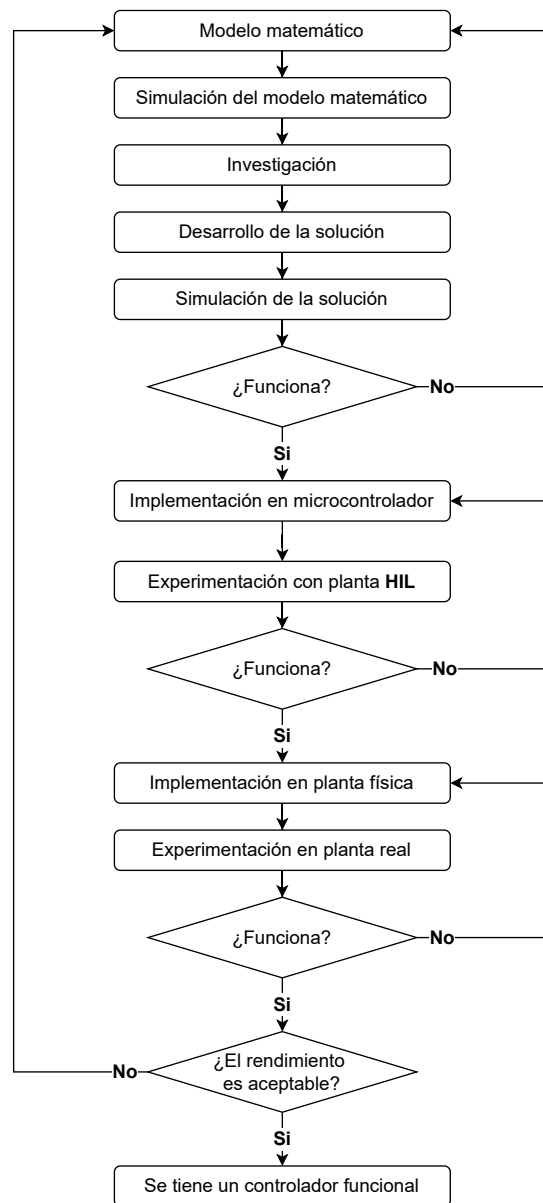 Modelo matemático
Simulación del modelo matemático
Investigación
Desarrollo de la solución
Simulación de la solución
¿Funciona?
No
Si
Implementación en microcontrolador
Experimentación con planta HIL
¿Funciona?
No
Si
Implementación en planta física
Experimentación en planta real
¿Funciona?
No
Si
¿El rendimiento
es aceptable?
No
Si
Se tiene un controlador funcional